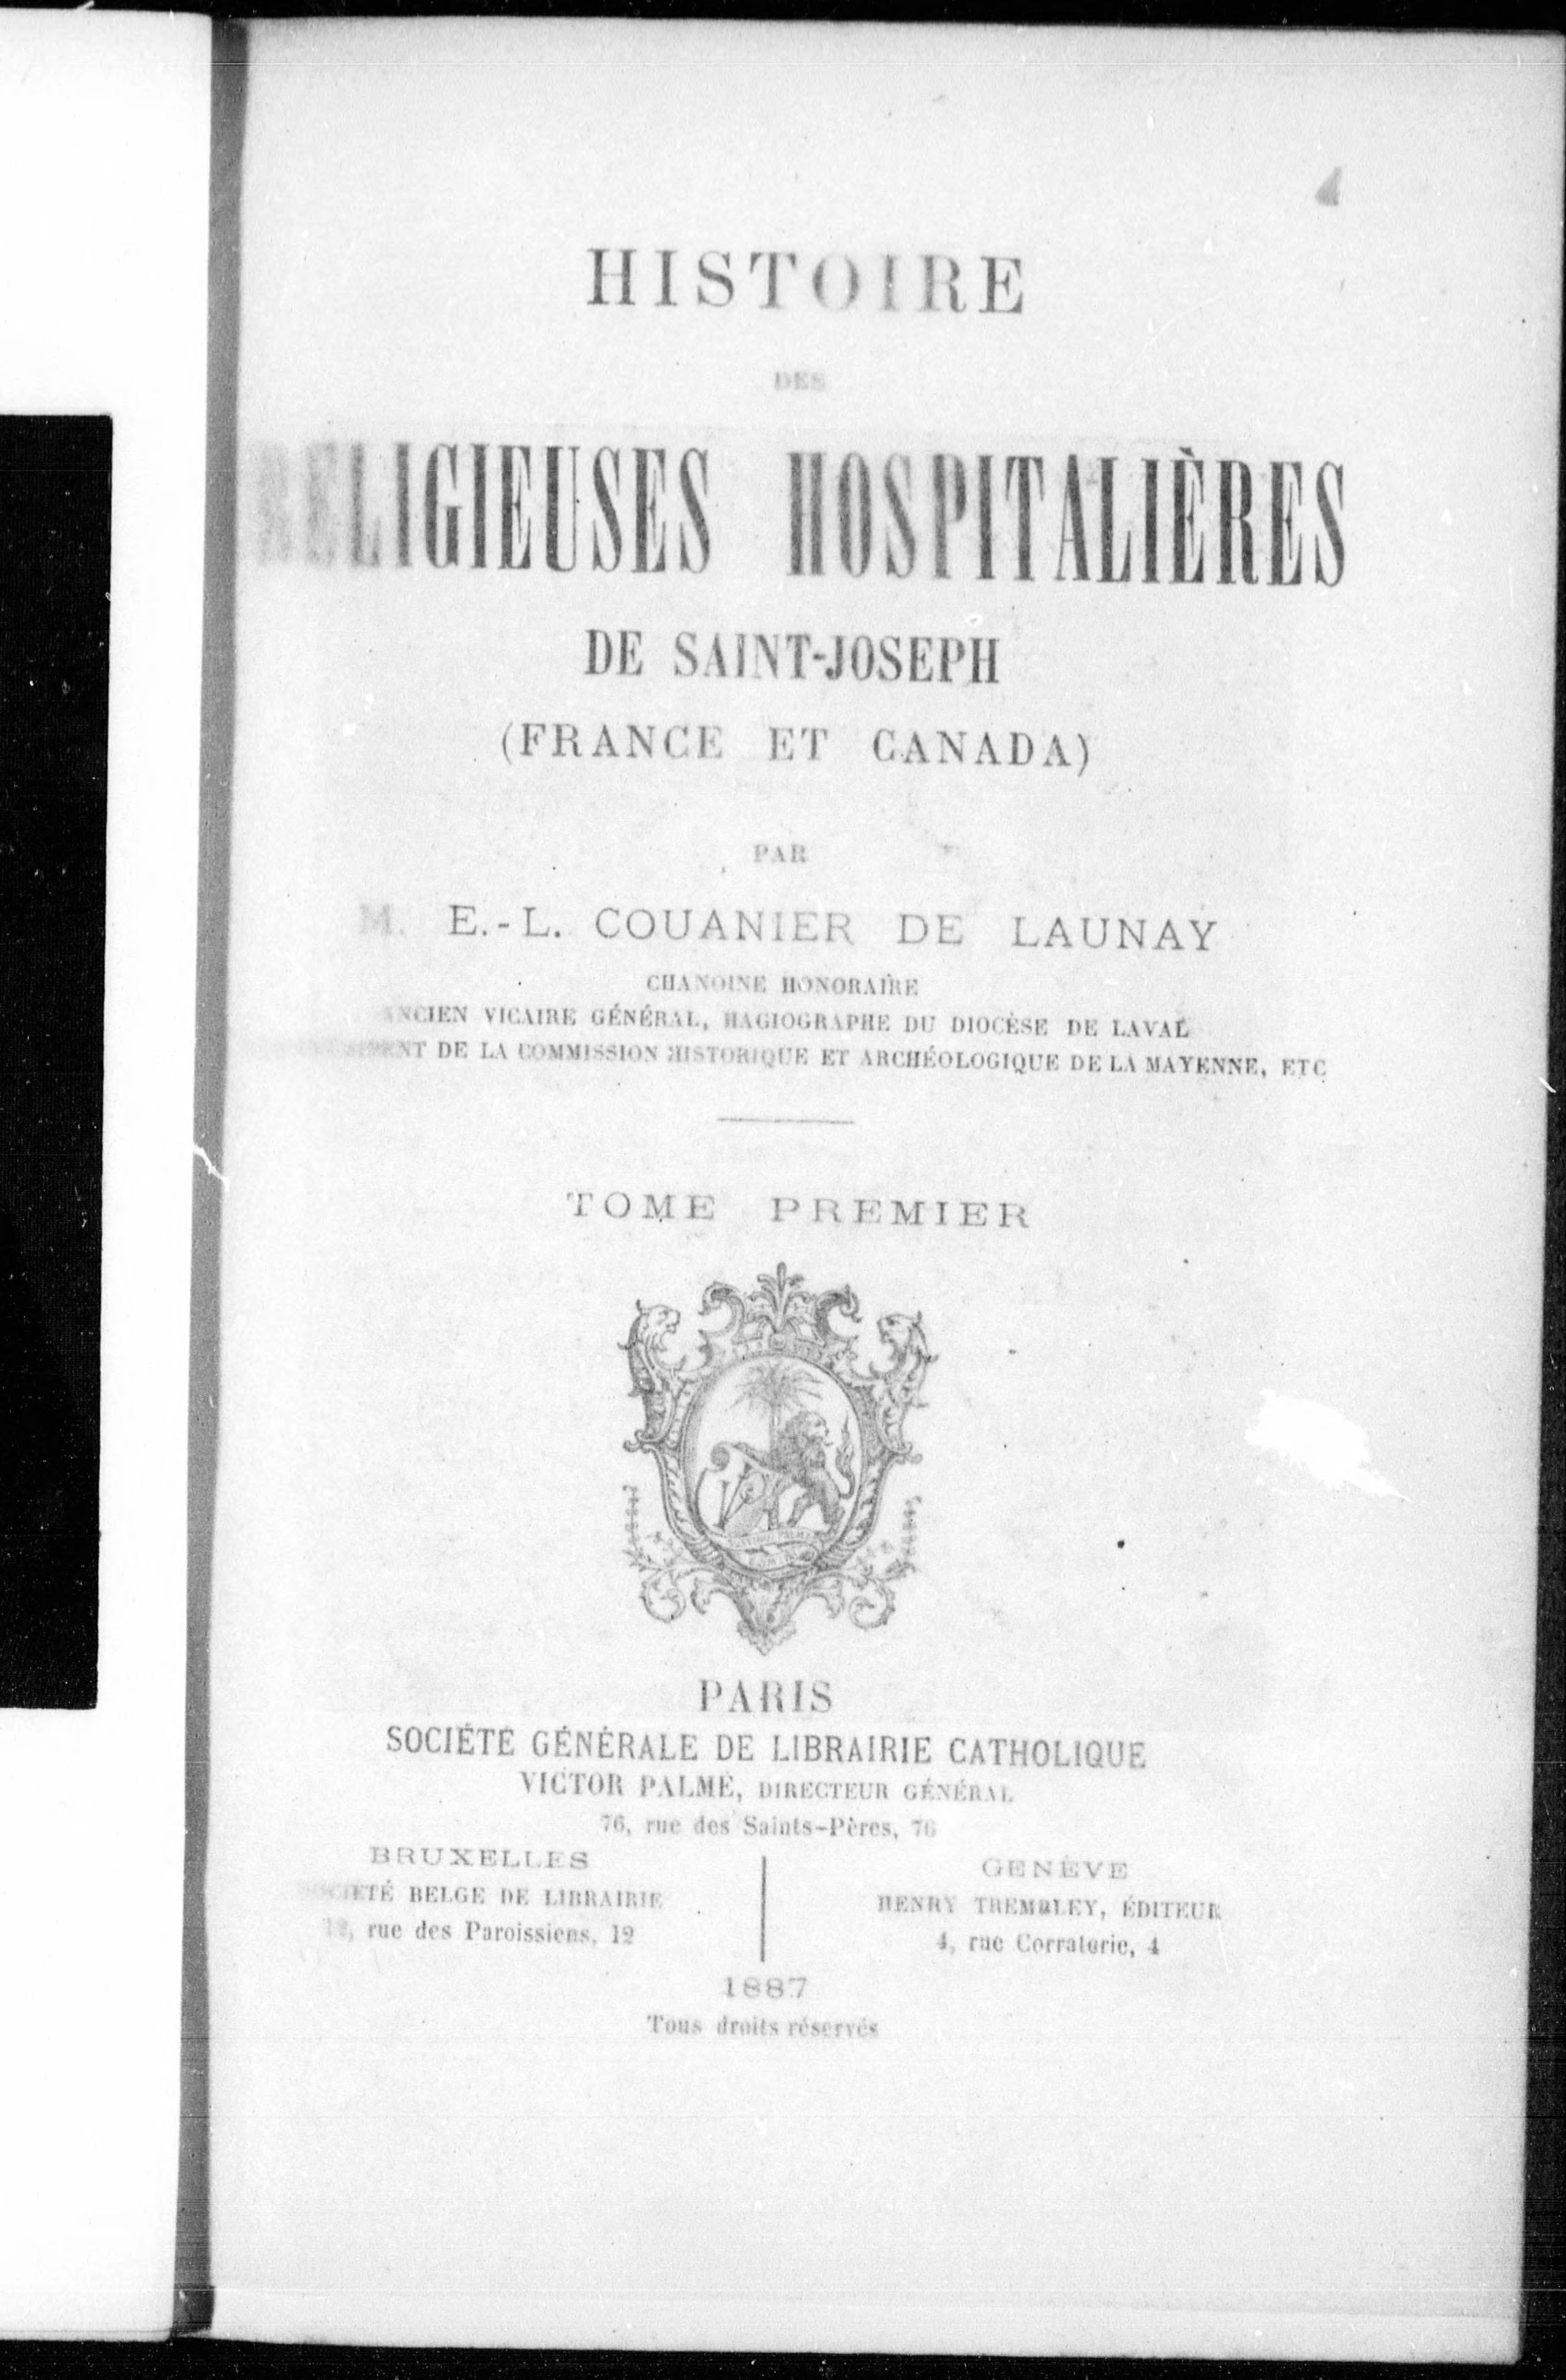 HISTOIRE
DES
RELIGIEUSES HOSPITALIÈRES
DE SAINT-JOSEPH
(FRANCE ET CANADA)
PAR
M. E.-L. COUANIER DE LAUNAY
CHANOINE HONORAIRE
ANCIEN VICAIRE GÉNÉRAL, HAGIOGRAPHE DU DIOCÈSE DE LAVAL
DE LA COMMISSION HISTORIQUE ET ARCHÉOLOGIQUE DE LA MAYENNE, ETC
TOME PREMIER
PARIS
SOCIÉTÉ GÉNÉRALE DE LIBRAIRIE CATHOLIQUE
VICTOR PALMÉ, DIRECTEUR GÉNÉRAL
76, rue des Saints-Pères, 76
BRUXELLES
SOCIÉTÉ BELGE DE LIBRAIRIE
12, rue des Paroissiens, 12
GENÈVE
HENRY TREMBLEY, ÉDITEUR
4, rue Corraterie, 4
1887
Tous droits réservés